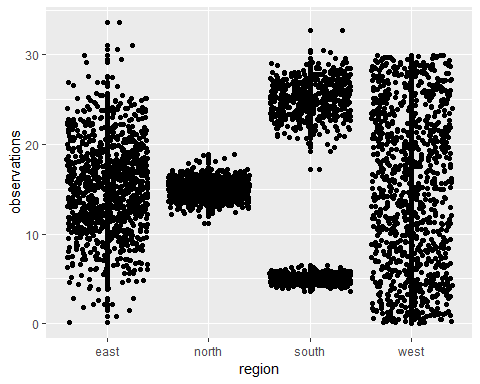 30
20
10
0
observations
east north south west
region